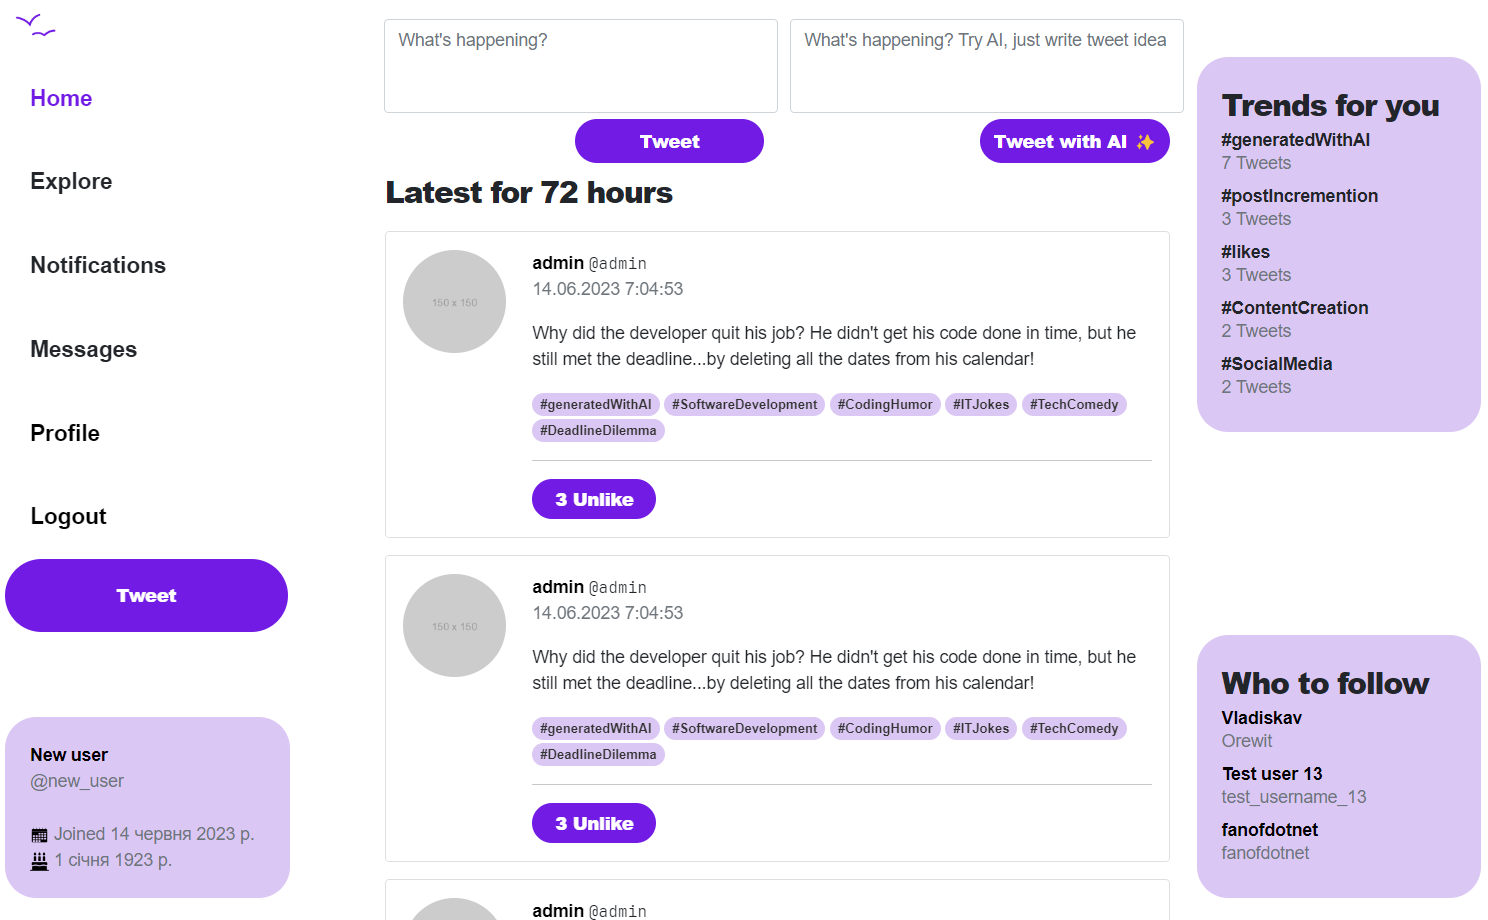 Home
Explore
Notifications
Messages
Profile
Logout
Tweet
New user
@new_user
Joined 14 червня 2023 р.
1 січня 1923 р.
What's happening?
Tweet
What's happening? Try AI, just write tweet idea
Tweet with AI ✨
Latest for 72 hours
150 x 150
admin @admin
14.06.2023 7:04:53
Why did the developer quit his job? He didn't get his code done in time, but he
still met the deadline...by deleting all the dates from his calendar!
#generatedWithAI #SoftwareDevelopment #CodingHumor #ITJokes #TechComedy
#DeadlineDilemma
3 Unlike
150 x 150
admin @admin
14.06.2023 7:04:53
Why did the developer quit his job? He didn't get his code done in time, but he
still met the deadline...by deleting all the dates from his calendar!
#generatedWithAI #SoftwareDevelopment #CodingHumor #ITJokes #TechComedy
#DeadlineDilemma
3 Unlike
admin @admin
Trends for you
#generatedWithAI
7 Tweets
#postIncremention
3 Tweets
#likes
3 Tweets
#ContentCreation
2 Tweets
#SocialMedia
2 Tweets
Who to follow
Vladiskav
Orewit
Test user 13
test_username_13
fanofdotnet
fanofdotnet